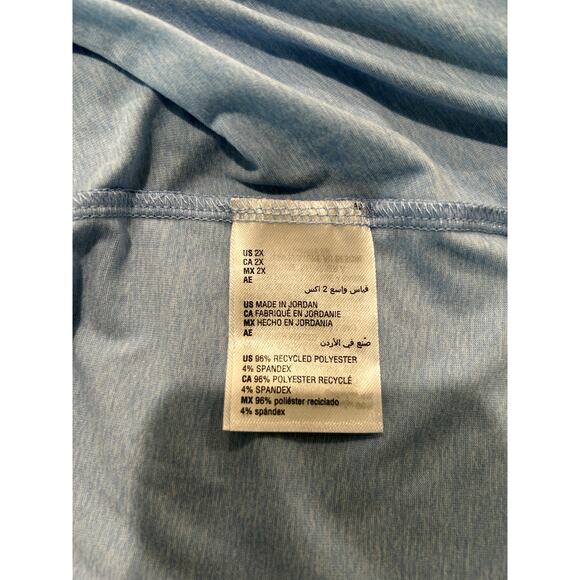 US 2X
CA 2X
MX 2X
AE
قياس واسع 2 اكس
US MADE IN JORDAN
CA FABRIQUÉ EN JORDANIE
MX HECHO EN JORDANIA
AE
صُنع في الأردن
US 96% RECYCLED POLYESTER
4% SPANDEX
CA 96% POLYESTER RECYCLÉ
4% SPANDEX
MX 96% poliéster reciclado
4% spándex